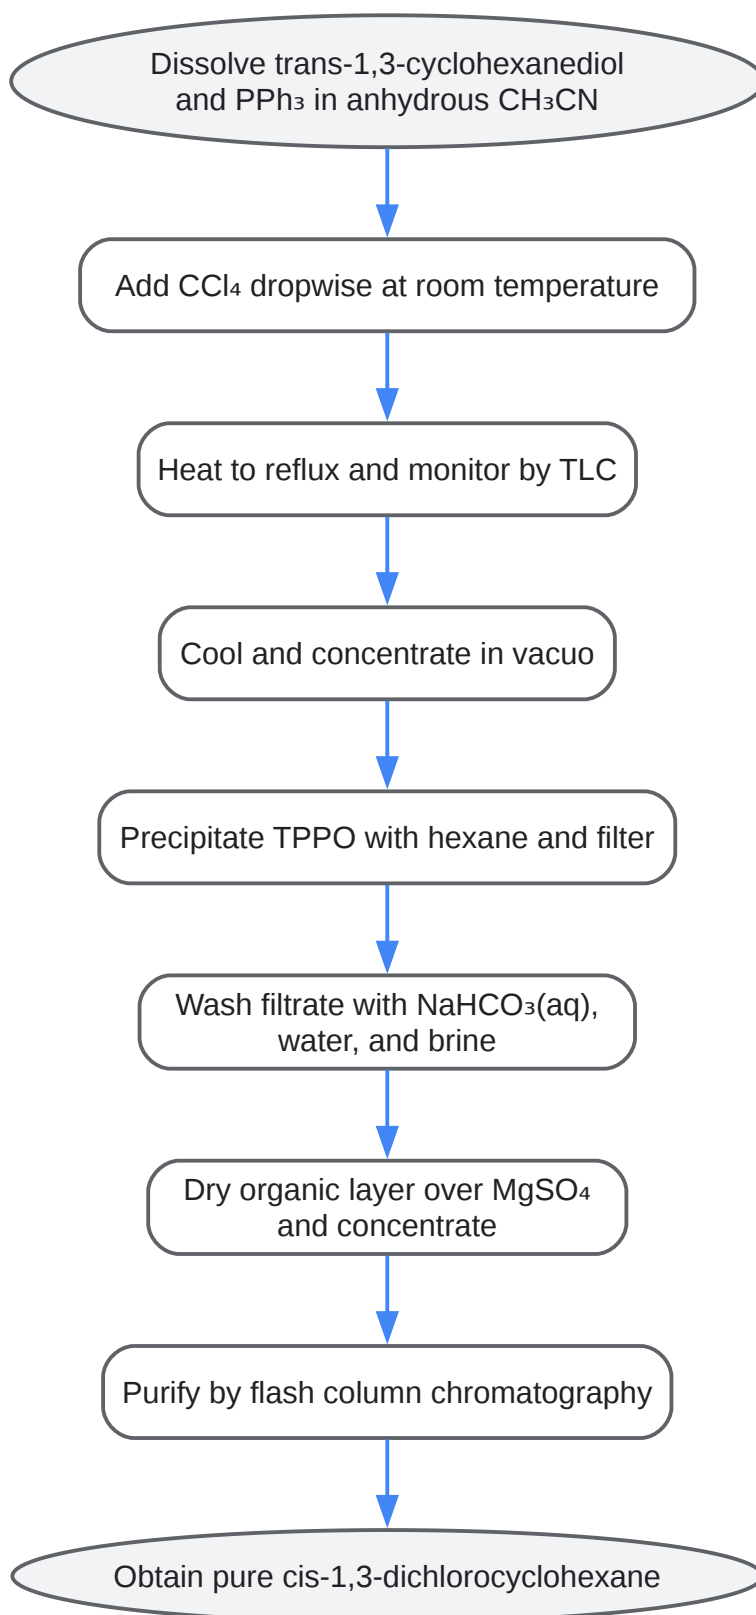 Dissolve trans-1,3-cyclohexanediol
and PPh₃ in anhydrous CH₃CN
Add CCl₄ dropwise at room temperature
Heat to reflux and monitor by TLC
Cool and concentrate in vacuo
Precipitate TPPO with hexane and filter
Wash filtrate with NaHCO₃(aq),
water, and brine
Dry organic layer over MgSO₄
and concentrate
Purify by flash column chromatography
Obtain pure cis-1,3-dichlorocyclohexane